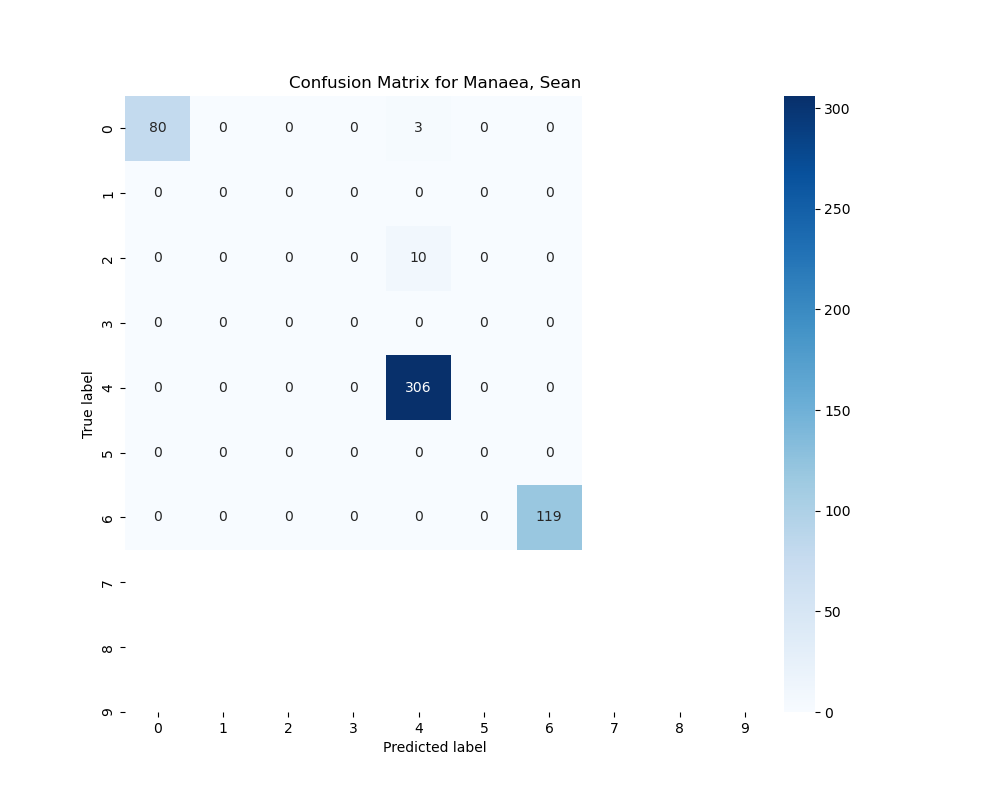 Confusion Matrix for Manaea, Sean
0 80 0 0 0 3 0 0
1 0 0 0 0 0 0 0
2 0 0 0 0 10 0 0
3 0 0 0 0 0 0 0
4 0 0 0 0 306 0 0
5 0 0 0 0 0 0 0
6 0 0 0 0 0 0 119
7
8
9
True label
0 1 2 3 4 5 6 7 8 9
Predicted label
300
250
200
150
100
50
0